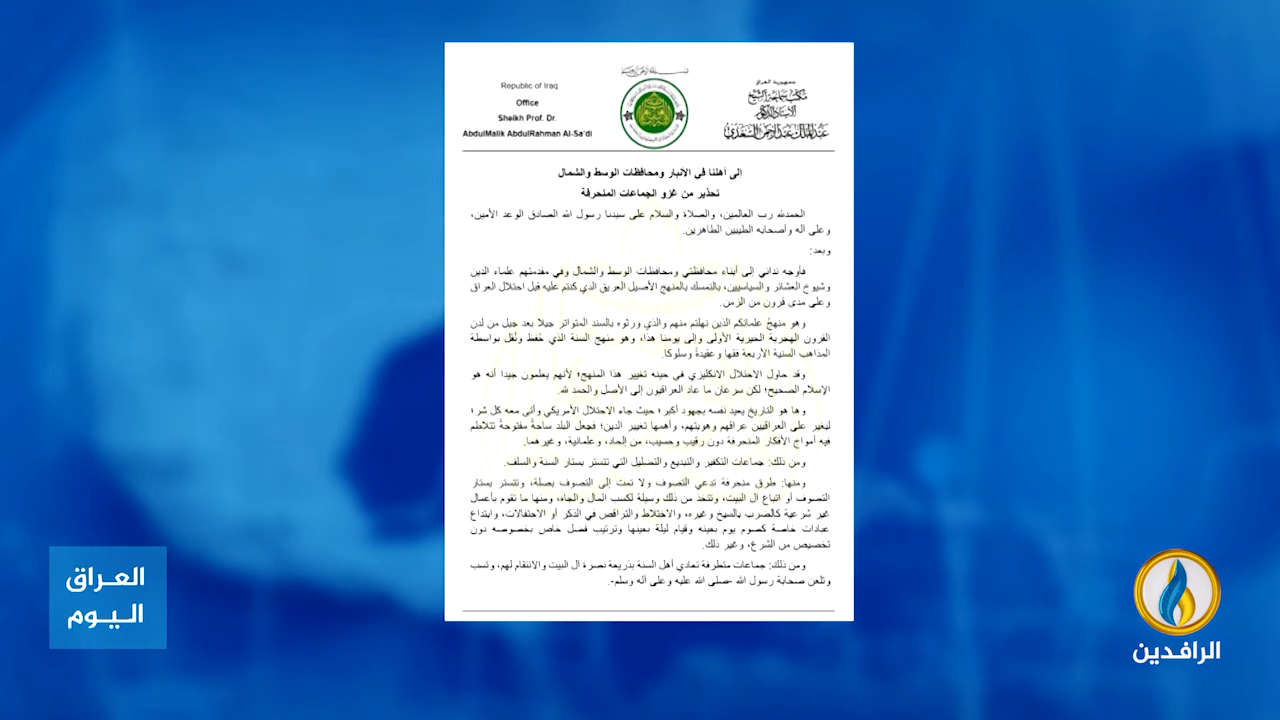 Republic of Iraq
Office
Sheikh Prof. Dr.
AbdulMalik AbdulRahman Al-Sa'di
جمهورية العراق
مكتب سماحة الشيخ
الأستاذ الدكتور
عبدالملك عبدالرحمن السعدي
إلى أهلنا في الأنبار ومحافظات الوسط والشمال
تحذير من غزو الجماعات المنحرفة
الحمدلله رب العالمين، والصلاة والسلام على سيدنا رسول الله الصادق الوعد الأمين،
وعلى آله وأصحابه الطيبين الطاهرين.
وبعد:
فأوجه ندائي إلى أبناء محافظتي ومحافظات الوسط والشمال وفي مقدمتهم علماء الدين
وشيوخ العشائر والسياسيين، بالتمسك بالمنهج الأصيل العريق الذي كنتم عليه قبل احتلال العراق
وعلى مدى قرون من الزمن.
وهو منهجُ علمائكم الذين نهلتم منهم والذي ورثوه بالسند المتواتر جيلا بعد جيل من لدن
القرون الهجرية الخيرية الأولى وإلى يومنا هذا، وهو منهج السنة الذي حُفظ ونُقل بواسطة
المذاهب السنية الأربعة فقها وعقيدةً وسلوكا.
وقد حاول الاحتلال الانكليزي في حينه تغيير هذا المنهج؛ لأنهم يعلمون جيدا أنه هو
الإسلام الصحيح؛ لكن سرعان ما عاد العراقيون إلى الأصل والحمد لله.
وها هو التاريخ يعيد نفسه بجهود أكبر؛ حيث جاء الاحتلال الأمريكي وأتى معه كل شر؛
ليغير على العراقيين عراقهم وهويتهم، وأهمها تغيير الدين؛ فجعل البلد ساحةً مفتوحةً تتلاطم
فيه أمواج الأفكار المنحرفة دون رقيب وحسيب، من إلحاد، وعلمانية، وغيرهما.
ومن ذلك: جماعات التكفير والتبديع والتضليل التي تتستر بستار السنة والسلف.
ومنها: طرق منحرفة تدعي التصوف ولا تمت إلى التصوف بصلة، وتتستر بستار
التصوف أو اتباع ال البيت، وتتخذ من ذلك وسيلة لكسب المال والجاه، ومنها ما تقوم بأعمال
غير شرعية كالضرب بالسيخ وغيره، والاختلاط والتراقص في الذكر أو الاحتفالات، وابتداع
عبادات خاصة كصوم يوم بعينه وقيام ليلة بعينها وترتيب فضل خاص بخصوصه دون
تخصيص من الشرع، وغير ذلك.
ومن ذلك: جماعات متطرفة تعادي أهل السنة بذريعة نصرة ال البيت والانتقام لهم، وتسب
وتلعن صحابة رسول الله -صلى الله عليه وعلى آله وسلم-.
العراق
اليوم
الرافدين